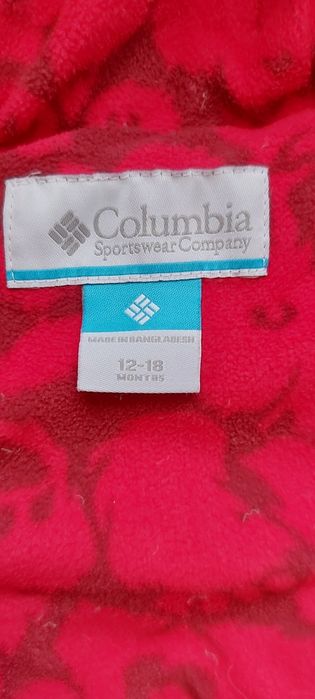 Columbia
Sportswear Company
MADE IN BANGLADESH
12-18
MONTHS